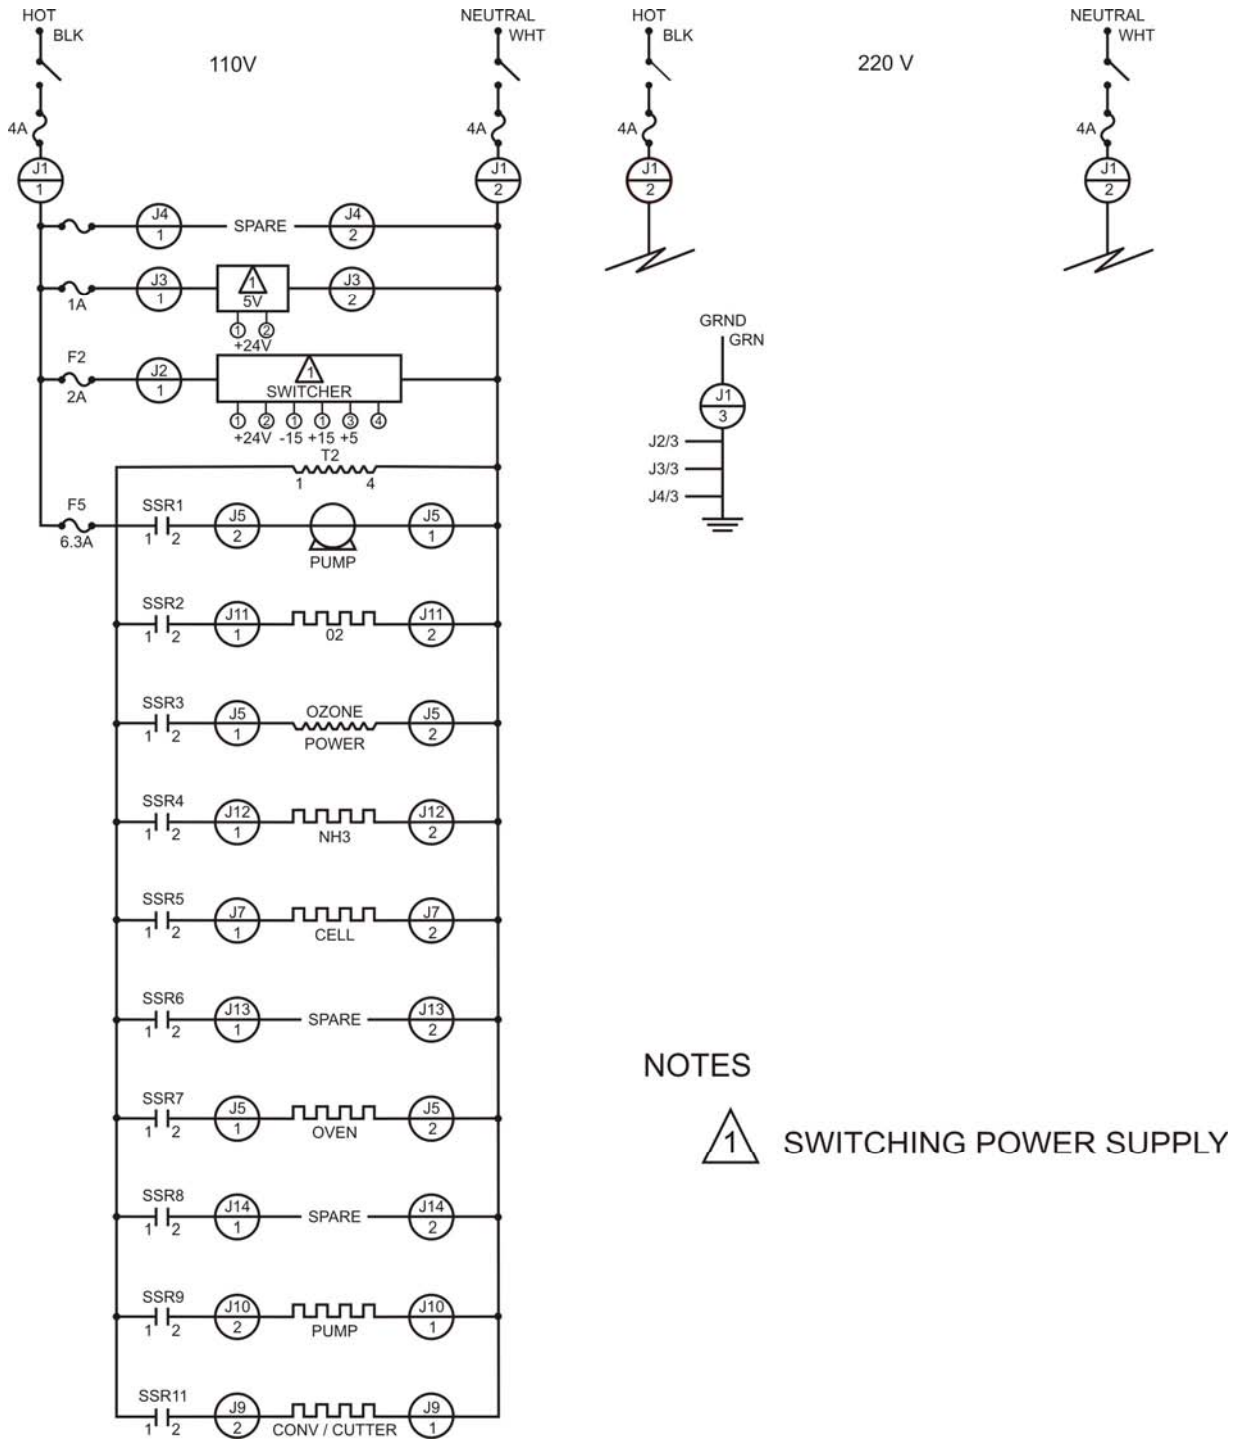 HOT
BLK
110V
NEUTRAL
WHT
HOT
BLK
220 V
NEUTRAL
WHT
4A
4A
4A
4A
J1
1
J1
2
J1
2
J1
2
J4
1
SPARE
J4
2
1A
J3
1
1
5V
1 2
+24V
J3
2
F2
2A
J2
1
1
SWITCHER
1 2 1 1 3 4
+24V -15 +15 +5
T2
1 4
GRND
GRN
J1
3
J2/3
J3/3
J4/3
F5
6.3A
SSR1
1 2
J5
2
PUMP
J5
1
SSR2
1 2
J11
1
02
J11
2
SSR3
1 2
J5
1
OZONE
POWER
J5
2
SSR4
1 2
J12
1
NH3
J12
2
SSR5
1 2
J7
1
CELL
J7
2
SSR6
1 2
J13
1
SPARE
J13
2
SSR7
1 2
J5
1
OVEN
J5
2
SSR8
1 2
J14
1
SPARE
J14
2
SSR9
1 2
J10
2
PUMP
J10
1
SSR11
1 2
J9
2
CONV / CUTTER
J9
1
NOTES
1 SWITCHING POWER SUPPLY